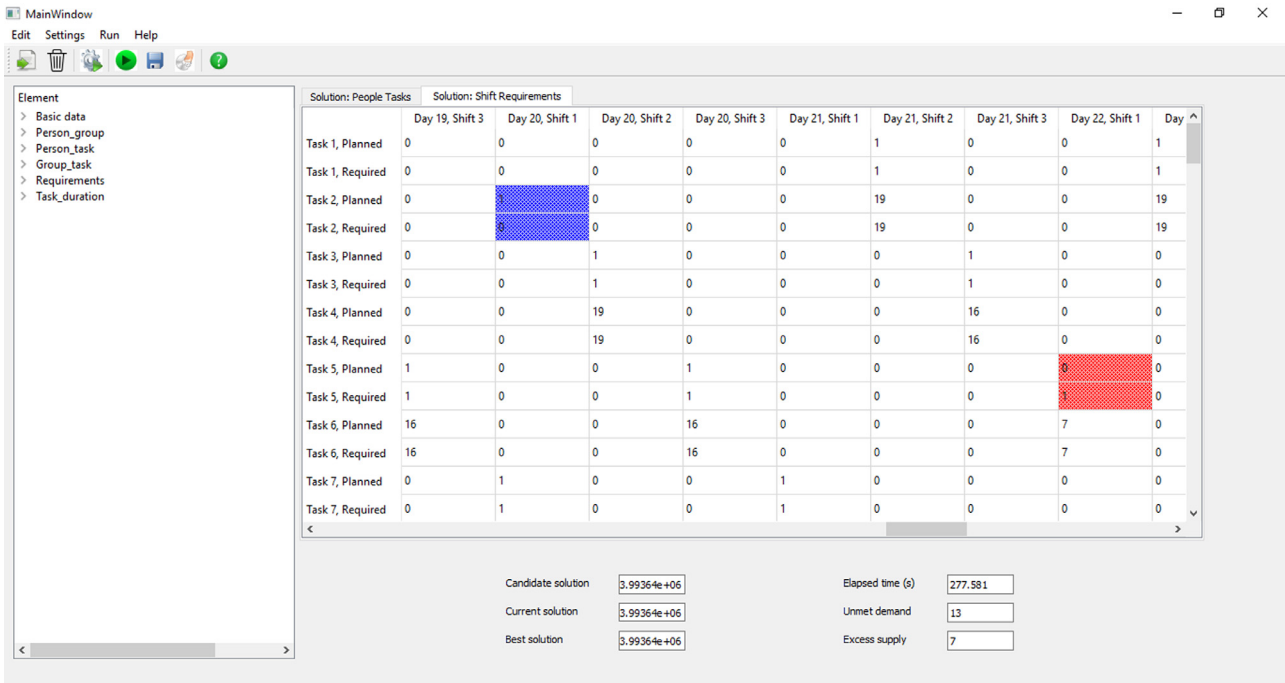 MainWindow
Edit Settings Run Help
Element
Basic data
Person_group
Person_task
Group_task
Requirements
Task_duration
Solution: People Tasks Solution: Shift Requirements
Day 19, Shift 3 Day 20, Shift 1 Day 20, Shift 2 Day 20, Shift 3 Day 21, Shift 1 Day 21, Shift 2 Day 21, Shift 3 Day 22, Shift 1 Day
Task 1, Planned 0 0 0 0 0 1 0 0 1
Task 1, Required 0 0 0 0 0 1 0 0 1
Task 2, Planned 0 1 0 0 0 19 0 0 19
Task 2, Required 0 0 0 0 0 19 0 0 19
Task 3, Planned 0 0 1 0 0 0 1 0 0
Task 3, Required 0 0 1 0 0 0 1 0 0
Task 4, Planned 0 0 19 0 0 0 16 0 0
Task 4, Required 0 0 19 0 0 0 16 0 0
Task 5, Planned 1 0 0 1 0 0 0 0 0
Task 5, Required 1 0 0 1 0 0 0 1 0
Task 6, Planned 16 0 0 16 0 0 0 7 0
Task 6, Required 16 0 0 16 0 0 0 7 0
Task 7, Planned 0 1 0 0 1 0 0 0 0
Task 7, Required 0 1 0 0 1 0 0 0 0
Candidate solution 3.99364e+06 Elapsed time (s) 277.581
Current solution 3.99364e+06 Unmet demand 13
Best solution 3.99364e+06 Excess supply 7